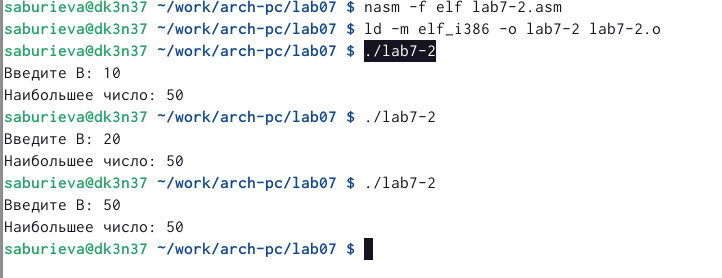 saburieva@dk3n37 ~/work/arch-pc/lab07 $ nasm -f elf lab7-2.asm
saburieva@dk3n37 ~/work/arch-pc/lab07 $ ld -m elf_i386 -o lab7-2 lab7-2.o
saburieva@dk3n37 ~/work/arch-pc/lab07 $ ./lab7-2
Введите B: 10
Наибольшее число: 50
saburieva@dk3n37 ~/work/arch-pc/lab07 $ ./lab7-2
Введите B: 20
Наибольшее число: 50
saburieva@dk3n37 ~/work/arch-pc/lab07 $ ./lab7-2
Введите B: 50
Наибольшее число: 50
saburieva@dk3n37 ~/work/arch-pc/lab07 $